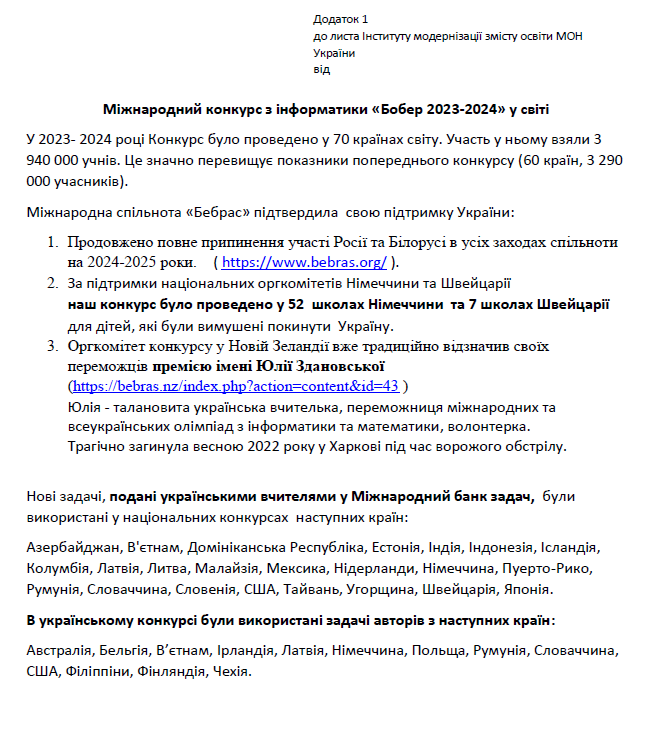 Додаток 1
до листа Інституту модернізації змісту освіти МОН
України
від
Міжнародний конкурс з інформатики «Бобер 2023-2024» у світі
У 2023- 2024 році Конкурс було проведено у 70 країнах світу. Участь у ньому взяли 3
940 000 учнів. Це значно перевищує показники попереднього конкурсу (60 країн, 3 290
000 учасників).
Міжнародна спільнота «Бебрас» підтвердила свою підтримку України:
1. Продовжено повне припинення участі Росії та Білорусі в усіх заходах спільноти
на 2024-2025 роки. ( https://www.bebras.org/ ).
2. За підтримки національних оргкомітетів Німеччини та Швейцарії
наш конкурс було проведено у 52 школах Німеччини та 7 школах Швейцарії
для дітей, які були вимушені покинути Україну.
3. Оргкомітет конкурсу у Новій Зеландії вже традиційно відзначив своїх
переможців премією імені Юлії Здановської
(https://bebras.nz/index.php?action=content&id=43 )
Юлія - талановита українська вчителька, переможниця міжнародних та
всеукраїнських олімпіад з інформатики та математики, волонтерка.
Трагічно загинула весною 2022 року у Харкові під час ворожого обстрілу.
Нові задачі, подані українськими вчителями у Міжнародний банк задач, були
використані у національних конкурсах наступних країн:
Азербайджан, В'єтнам, Домініканська Республіка, Естонія, Індія, Індонезія, Ісландія,
Колумбія, Латвія, Литва, Малайзія, Мексика, Нідерланди, Німеччина, Пуерто-Рико,
Румунія, Словаччина, Словенія, США, Тайвань, Угорщина, Швейцарія, Японія.
В українському конкурсі були використані задачі авторів з наступних країн:
Австралія, Бельгія, В’єтнам, Ірландія, Латвія, Німеччина, Польща, Румунія, Словаччина,
США, Філіппіни, Фінляндія, Чехія.